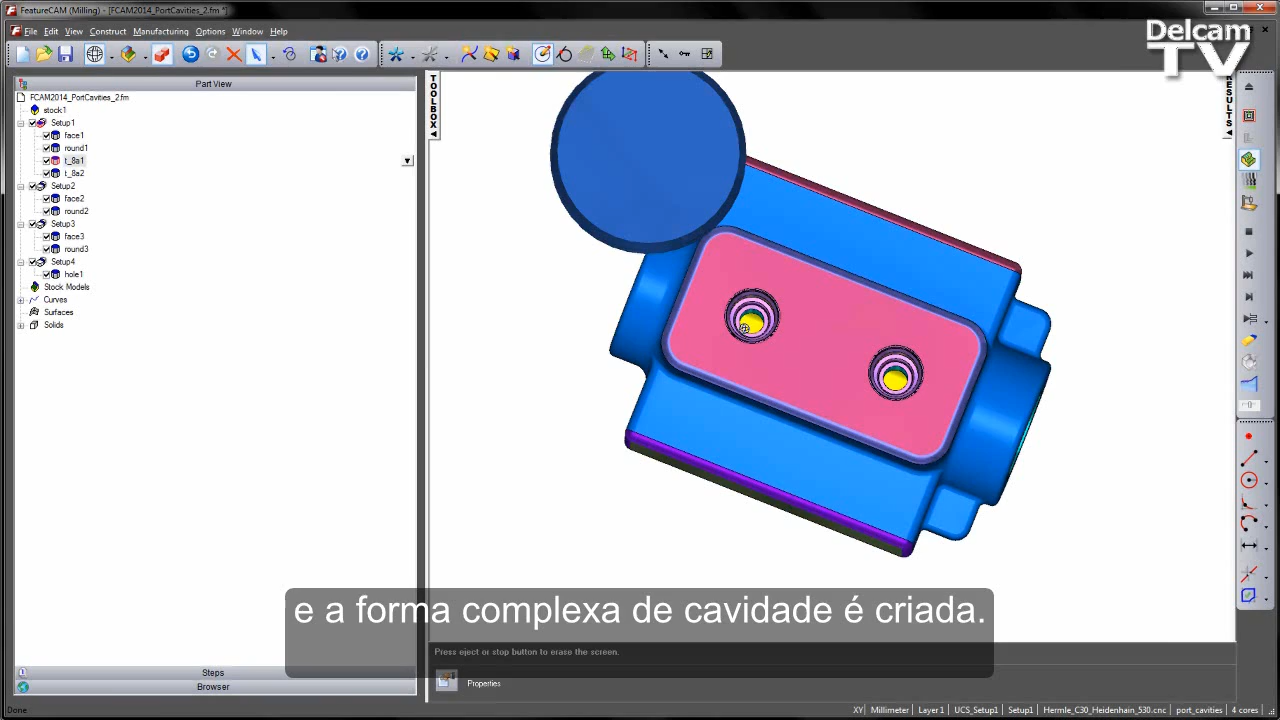 FeatureCAM (Milling) - [FCAM2014_PortCavities_2.fm *]
File Edit View Construct Manufacturing Options Window Help
Delcam
TV
Part View
TOOLBOX
RESULTS
FCAM2014_PortCavities_2.fm
stock1
Setup1
face1
round1
t_8a1
t_8a2
Setup2
face2
round2
Setup3
face3
round3
Setup4
hole1
Stock Models
Curves
Surfaces
Solids
e a forma complexa de cavidade é criada.
Press eject or stop button to erase the screen.
Properties
Steps
Browser
Done
XY Millimeter Layer 1 UCS_Setup1 Setup1 Hermle_C30_Heidenhain_530.cnc port_cavities 4 cores